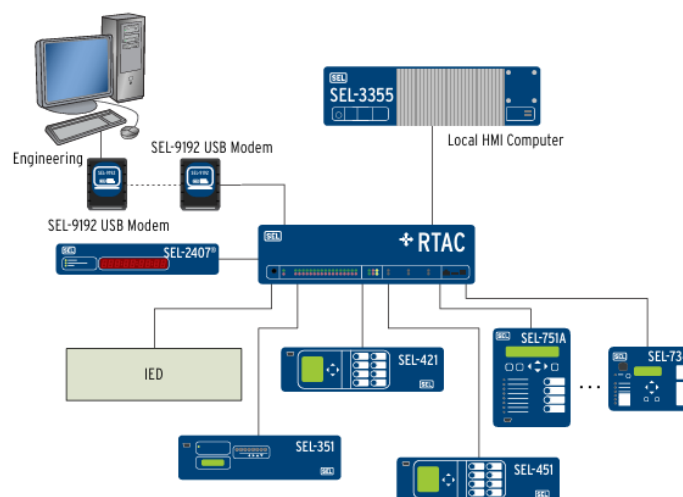 SEL
SEL-3355
Local HMI Computer
Engineering
SEL-9192 USB Modem
SEL-9192
SEL-9192
SEL-9192 USB Modem
SEL
SEL-2407®
SEL
RTAC
IED
SEL-421
SEL
SEL
SEL-751A
SEL
SEL-73
SEL-351
SEL
SEL-451
SEL